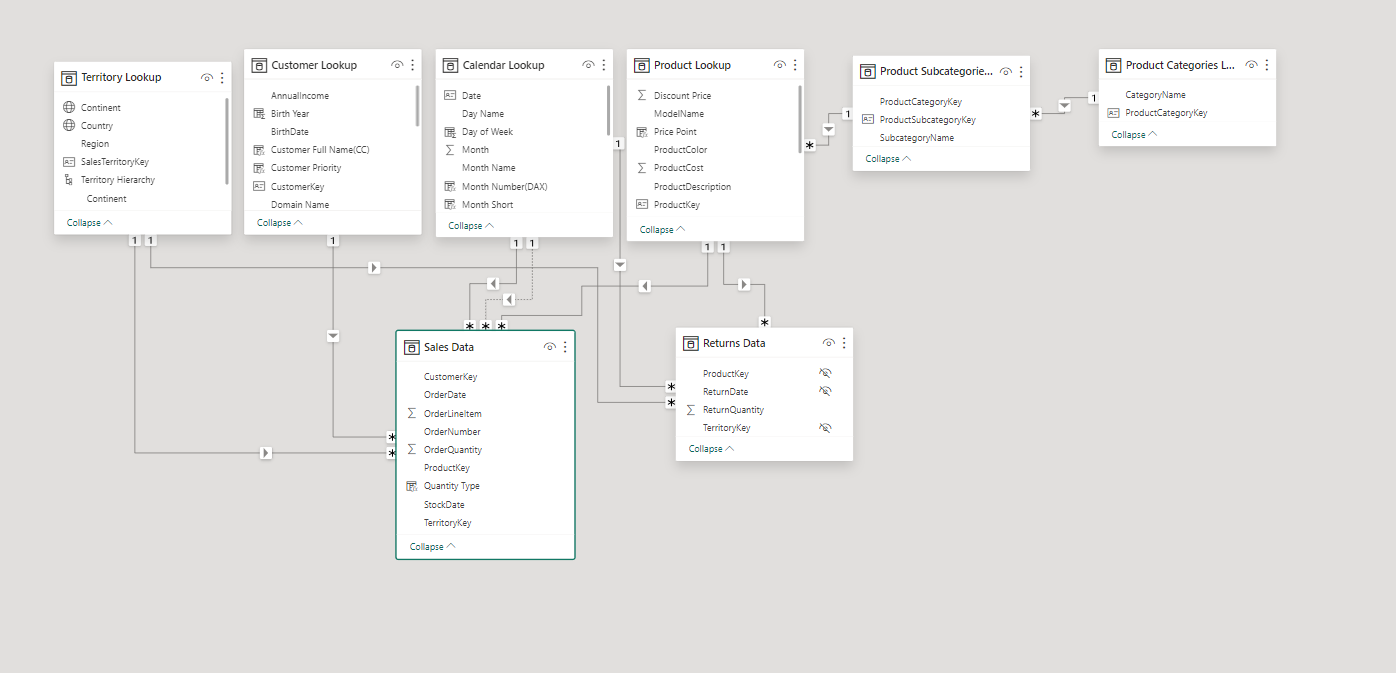 Territory Lookup
Continent
Country
Region
SalesTerritoryKey
Territory Hierarchy
Continent
Collapse
Customer Lookup
AnnualIncome
Birth Year
BirthDate
Customer Full Name(CC)
Customer Priority
CustomerKey
Domain Name
Collapse
Calendar Lookup
Date
Day Name
Day of Week
Month
Month Name
Month Number(DAX)
Month Short
Collapse
Product Lookup
Discount Price
ModelName
Price Point
ProductColor
ProductCost
ProductDescription
ProductKey
Collapse
Product Subcategorie...
ProductCategoryKey
ProductSubcategoryKey
SubcategoryName
Collapse
Product Categories L...
CategoryName
ProductCategoryKey
Collapse
1
*
1
*
1
1
1
1
1
1
1
1
*
*
*
*
Sales Data
CustomerKey
OrderDate
OrderLineItem
OrderNumber
OrderQuantity
ProductKey
Quantity Type
StockDate
TerritoryKey
Collapse
*
*
Returns Data
ProductKey
ReturnDate
ReturnQuantity
TerritoryKey
Collapse
*
*